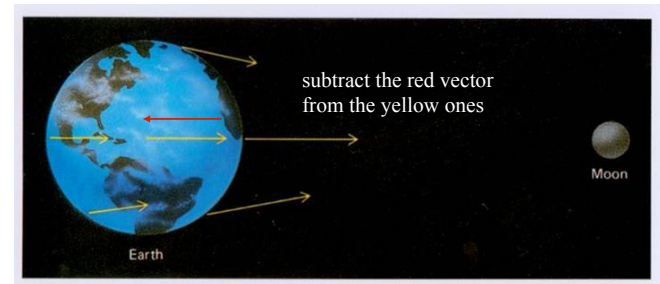 subtract the red vector
from the yellow ones
Moon
Earth